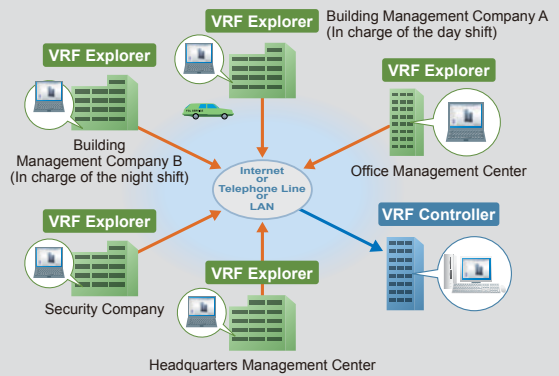 VRF Explorer
Building Management Company A
(In charge of the day shift)
VRF Explorer
Building
Management Company B
(In charge of the night shift)
VRF Explorer
Office Management Center
Internet
or
Telephone Line
or
LAN
VRF Explorer
Security Company
VRF Controller
VRF Explorer
Headquarters Management Center